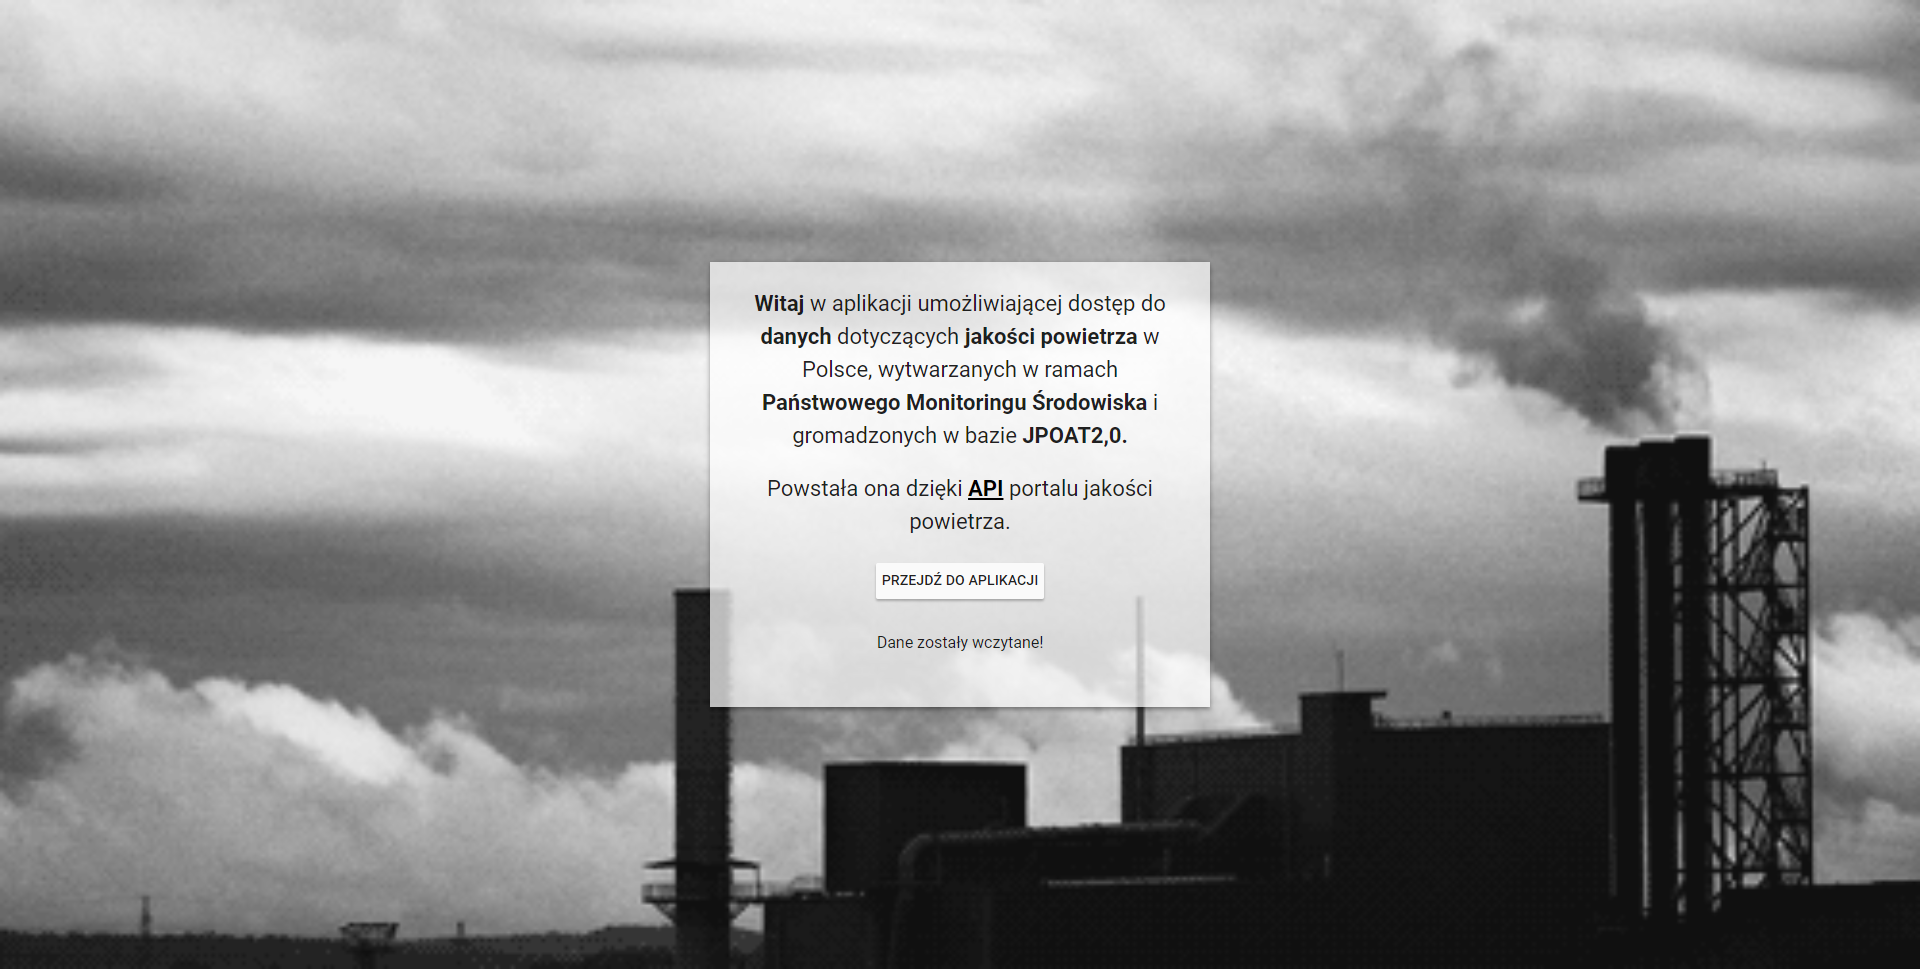 Witaj w aplikacji umożliwiającej dostęp do
danych dotyczących jakości powietrza w
Polsce, wytwarzanych w ramach
Państwowego Monitoringu Środowiska i
gromadzonych w bazie JPOAT2,0.
Powstała ona dzięki API portalu jakości
powietrza.
PRZEJDŹ DO APLIKACJI
Dane zostały wczytane!